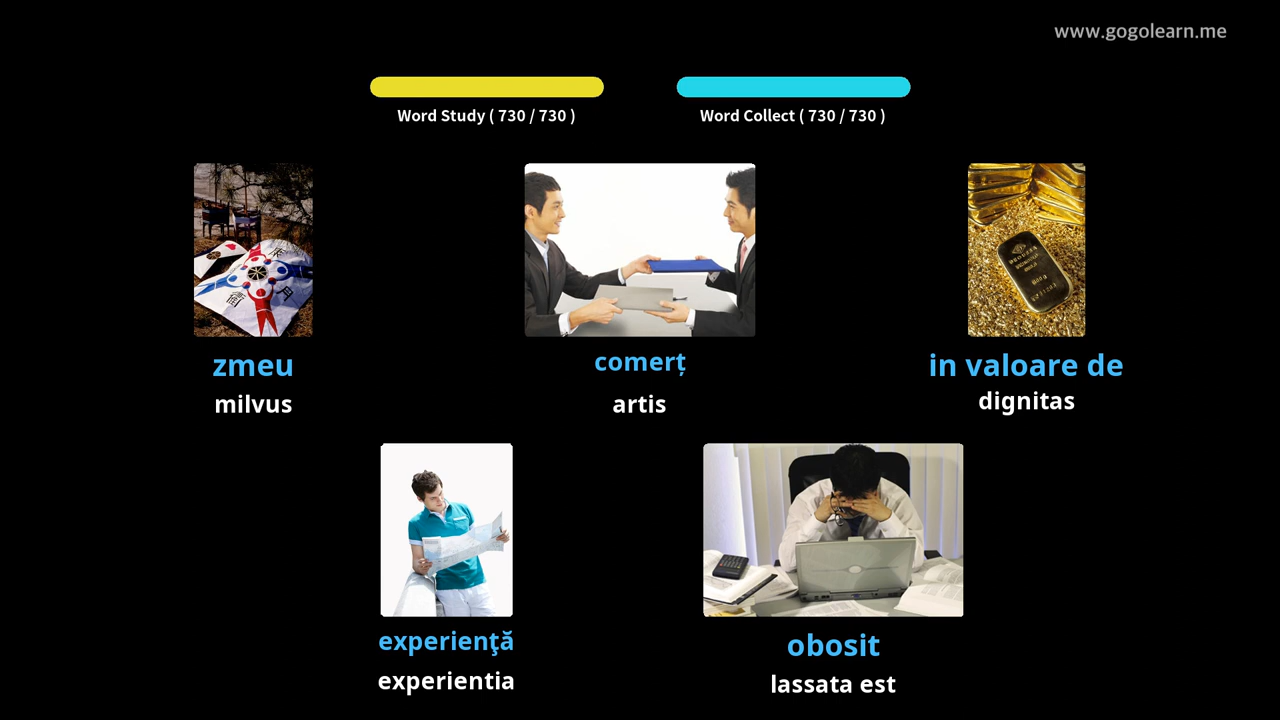 www.gogolearn.me
Word Study ( 730 / 730 )
Word Collect ( 730 / 730 )
zmeu
milvus
comerț
artis
in valoare de
dignitas
experienţă
experientia
obosit
lassata est